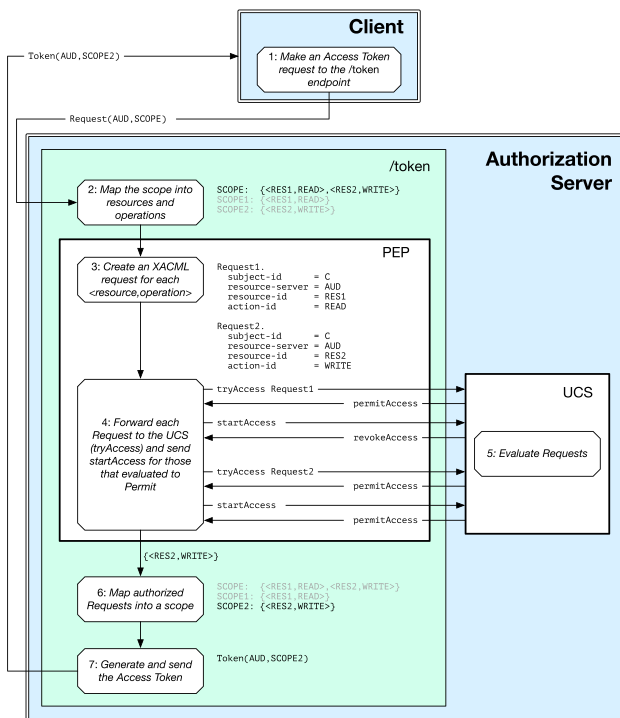 Client
Token(AUD,SCOPE2)
1: Make an Access Token
request to the /token
endpoint
Request(AUD,SCOPE)
/token
Authorization
Server
2: Map the scope into
resources and
operations
SCOPE: {<RES1,READ>,<RES2,WRITE>}
SCOPE1: {<RES1,READ>}
SCOPE2: {<RES2,WRITE>}
PEP
3: Create an XACML
request for each
<resource,operation>
Request1.
subject-id = C
resource-server = AUD
resource-id = RES1
action-id = READ
Request2.
subject-id = C
resource-server = AUD
resource-id = RES2
action-id = WRITE
4: Forward each
Request to the UCS
(tryAccess) and send
startAccess for those
that evaluated to
Permit
tryAccess Request1
permitAccess
startAccess
revokeAccess
tryAccess Request2
permitAccess
startAccess
permitAccess
UCS
5: Evaluate Requests
{<RES2,WRITE>}
6: Map authorized
Requests into a scope
SCOPE: {<RES1,READ>,<RES2,WRITE>}
SCOPE1: {<RES1,READ>}
SCOPE2: {<RES2,WRITE>}
7: Generate and send
the Access Token
Token(AUD,SCOPE2)